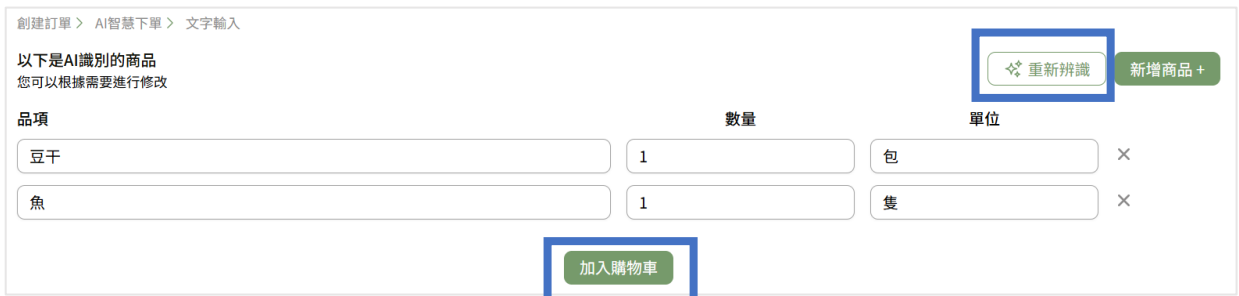 創建訂單 > AI智慧下單 > 文字輸入
以下是AI識別的商品
您可以根據需要進行修改
重新辨識 新增商品 +
品項 數量 單位
豆干 1 包 ×
魚 1 隻 ×
加入購物車